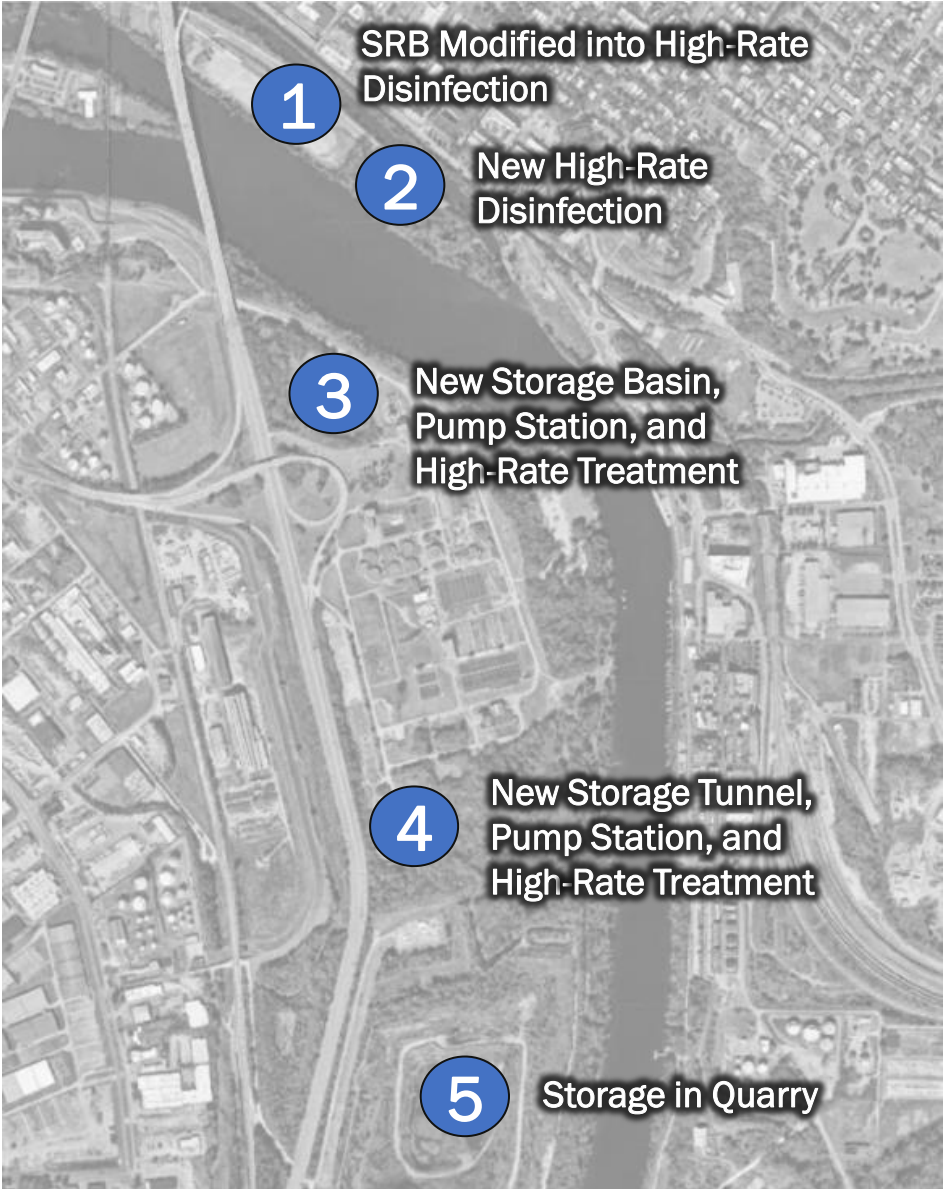 1
SRB Modified into High-Rate
Disinfection
2
New High-Rate
Disinfection
3
New Storage Basin,
Pump Station, and
High-Rate Treatment
4
New Storage Tunnel,
Pump Station, and
High-Rate Treatment
5
Storage in Quarry